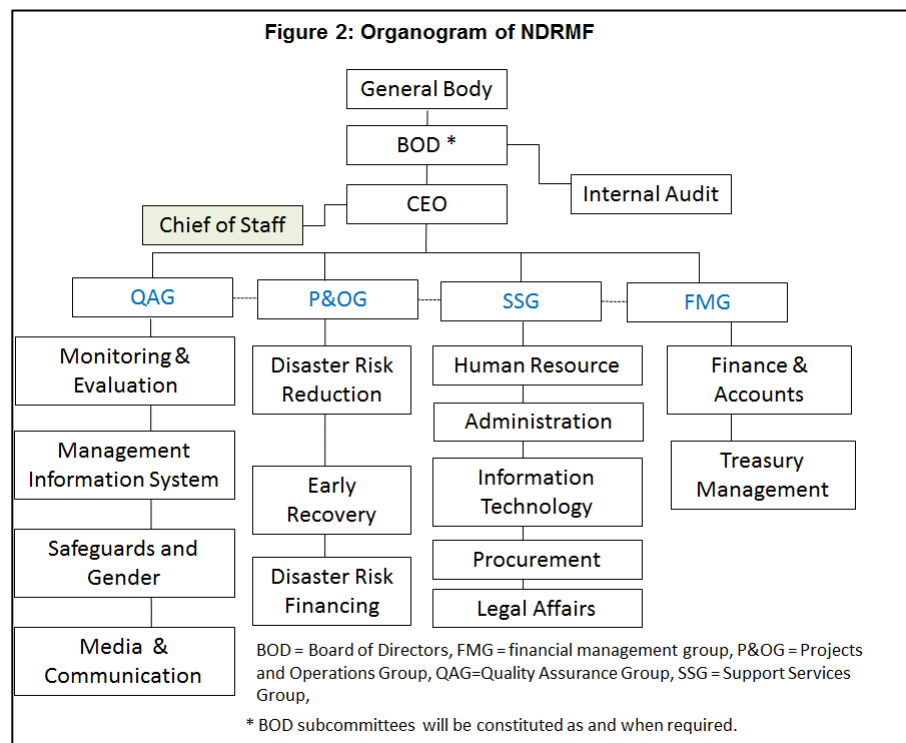 Figure 2: Organogram of NDRMF
General Body
BOD *
Internal Audit
CEO
Chief of Staff
QAG
P&OG
SSG
FMG
Monitoring &
Evaluation
Management
Information System
Safeguards and
Gender
Media &
Communication
Disaster Risk
Reduction
Early
Recovery
Disaster Risk
Financing
Human Resource
Administration
Information
Technology
Procurement
Legal Affairs
Finance &
Accounts
Treasury
Management
BOD = Board of Directors, FMG = financial management group, P&OG = Projects
and Operations Group, QAG=Quality Assurance Group, SSG = Support Services
Group,
* BOD subcommittees will be constituted as and when required.